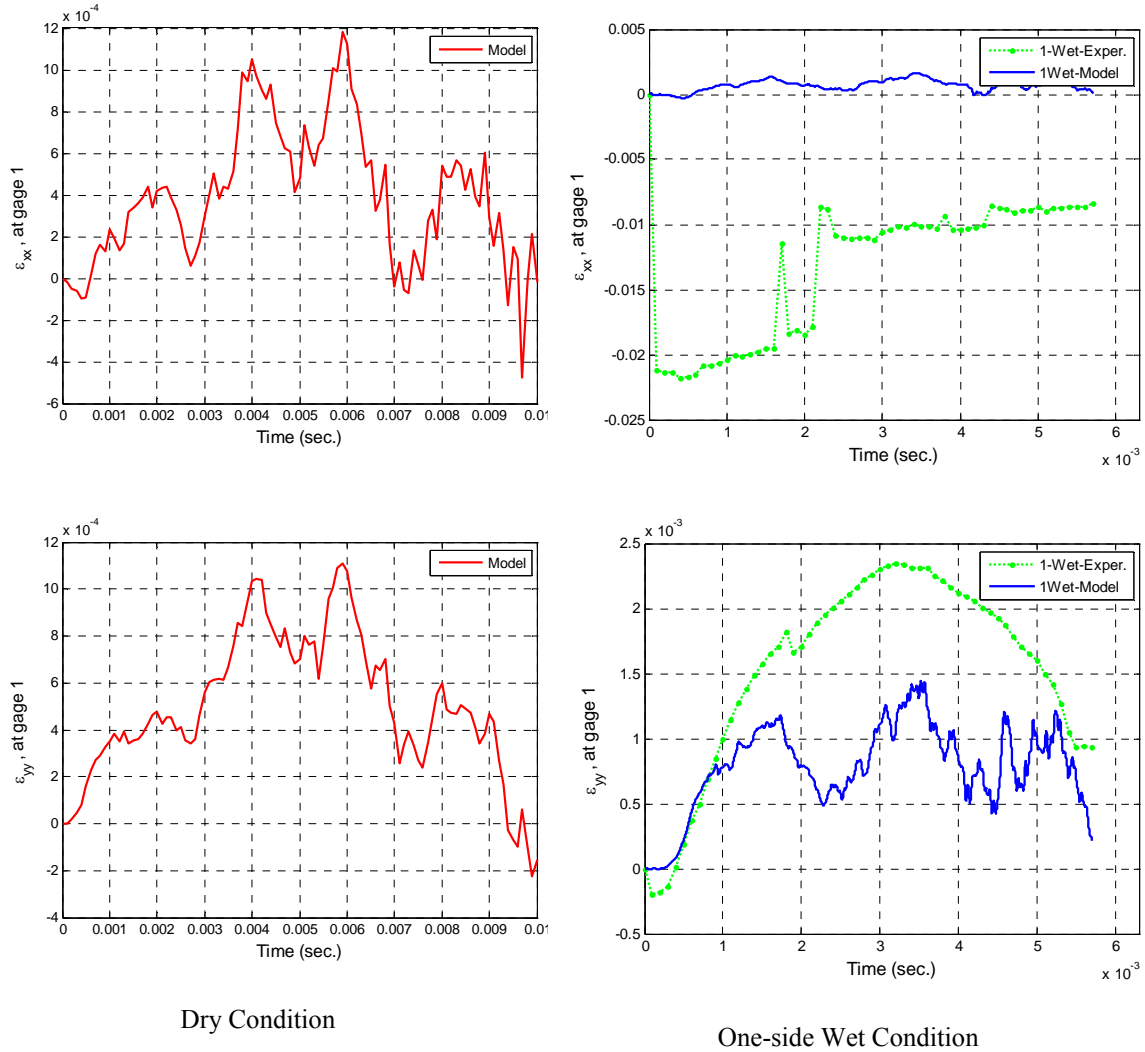 x 10-4
12
10
8
6
4
2
0
-2
-4
-6
0 0.001 0.002 0.003 0.004 0.005 0.006 0.007 0.008 0.009 0.01
Time (sec.)
εxx, at gage 1
Model
0.005
0
-0.005
-0.01
-0.015
-0.02
-0.025
0 1 2 3 4 5 6
x 10-3
Time (sec.)
εxx, at gage 1
1-Wet-Exper.
1Wet-Model
x 10-4
12
10
8
6
4
2
0
-2
-4
0 0.001 0.002 0.003 0.004 0.005 0.006 0.007 0.008 0.009 0.01
Time (sec.)
εyy, at gage 1
Model
x 10-3
2.5
2
1.5
1
0.5
0
-0.5
0 1 2 3 4 5 6
x 10-3
Time (sec.)
εyy, at gage 1
1-Wet-Exper.
1Wet-Model
Dry Condition
One-side Wet Condition